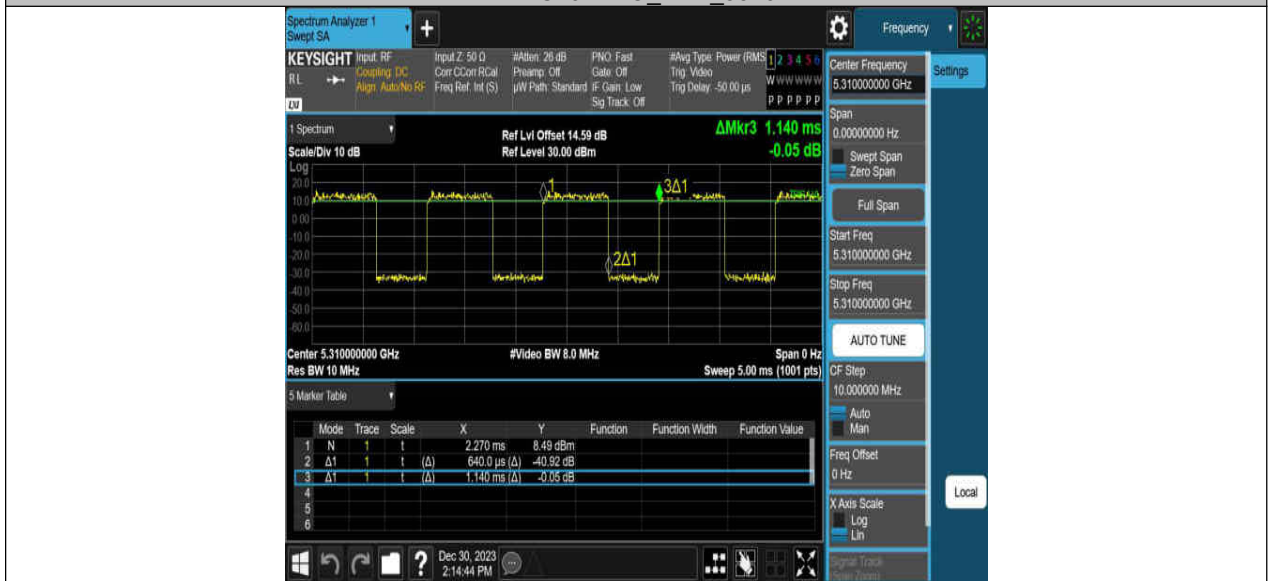 Spectrum Analyzer 1
Swept SA
+
Frequency
KEYSIGHT
RL
LXI
Input: RF
Coupling: DC
Align: Auto/No RF
Input Z: 50 Ω
Corr CCorr RCal
Freq Ref: Int (S)
#Atten: 26 dB
Preamp: Off
µW Path: Standard
PNO: Fast
Gate: Off
IF Gain: Low
Sig Track: Off
#Avg Type: Power (RMS
Trig: Video
Trig Delay: -50.00 µs
1 2 3 4 5 6
W W W W W W
P P P P P P
Center Frequency
5.310000000 GHz
Settings
1 Spectrum
Scale/Div 10 dB
Ref Lvl Offset 14.59 dB
Ref Level 30.00 dBm
ΔMkr3 1.140 ms
-0.05 dB
Log
20.0
10.0
0.00
-10.0
-20.0
-30.0
-40.0
-50.0
-60.0
1
3Δ1
2Δ1
Center 5.310000000 GHz
Res BW 10 MHz
#Video BW 8.0 MHz
Span 0 Hz
Sweep 5.00 ms (1001 pts)
Span
0.00000000 Hz
Swept Span
Zero Span
Full Span
Start Freq
5.310000000 GHz
Stop Freq
5.310000000 GHz
AUTO TUNE
CF Step
10.000000 MHz
Auto
Man
Freq Offset
0 Hz
X Axis Scale
Log
Lin
Signal Track
(Span Zoom)
Local
5 Marker Table
Mode Trace Scale X Y Function Function Width Function Value
1 N 1 t 2.270 ms 8.49 dBm
2 Δ1 1 t (Δ) 640.0 µs (Δ) -40.92 dB
3 Δ1 1 t (Δ) 1.140 ms (Δ) -0.05 dB
4
5
6
?
Dec 30, 2023
2:14:44 PM